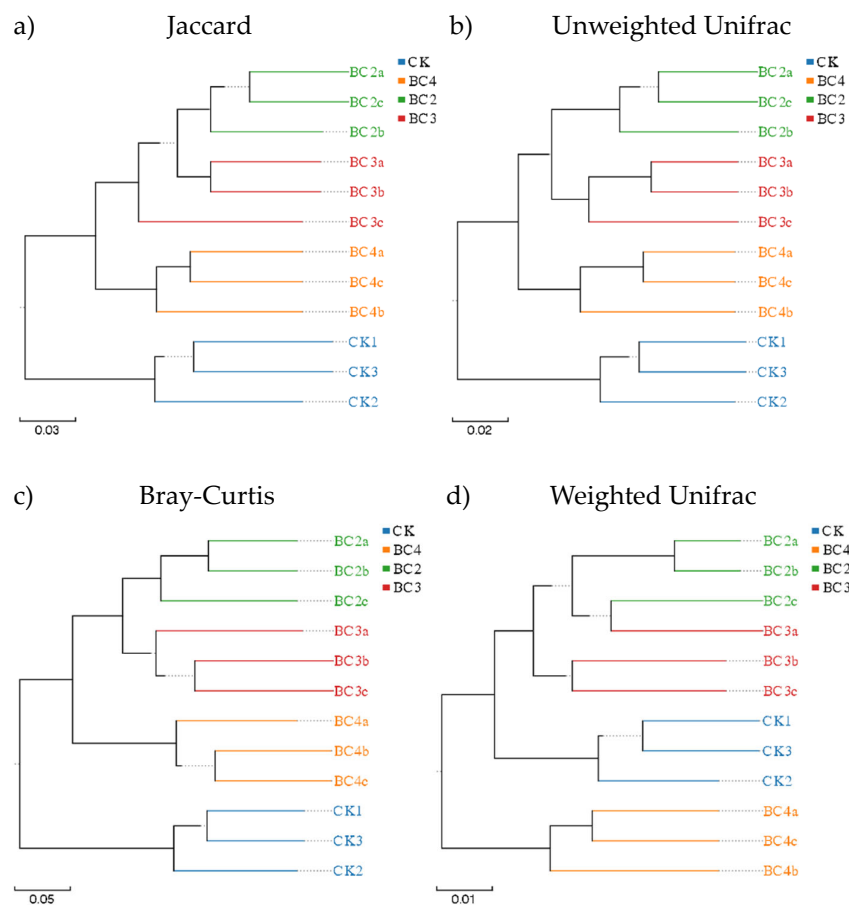 a) Jaccard
BC2a
BC2c
BC2b
BC3a
BC3b
BC3c
BC4a
BC4c
BC4b
CK1
CK3
CK2
CK
BC4
BC2
BC3
0.03
b) Unweighted Unifrac
BC2a
BC2c
BC2b
BC3a
BC3b
BC3c
BC4a
BC4c
BC4b
CK1
CK3
CK2
CK
BC4
BC2
BC3
0.02
c) Bray-Curtis
BC2a
BC2b
BC2c
BC3a
BC3b
BC3c
BC4a
BC4b
BC4c
CK1
CK3
CK2
CK
BC4
BC2
BC3
0.05
d) Weighted Unifrac
BC2a
BC2b
BC2c
BC3a
BC3b
BC3c
CK1
CK3
CK2
BC4a
BC4c
BC4b
CK
BC4
BC2
BC3
0.01